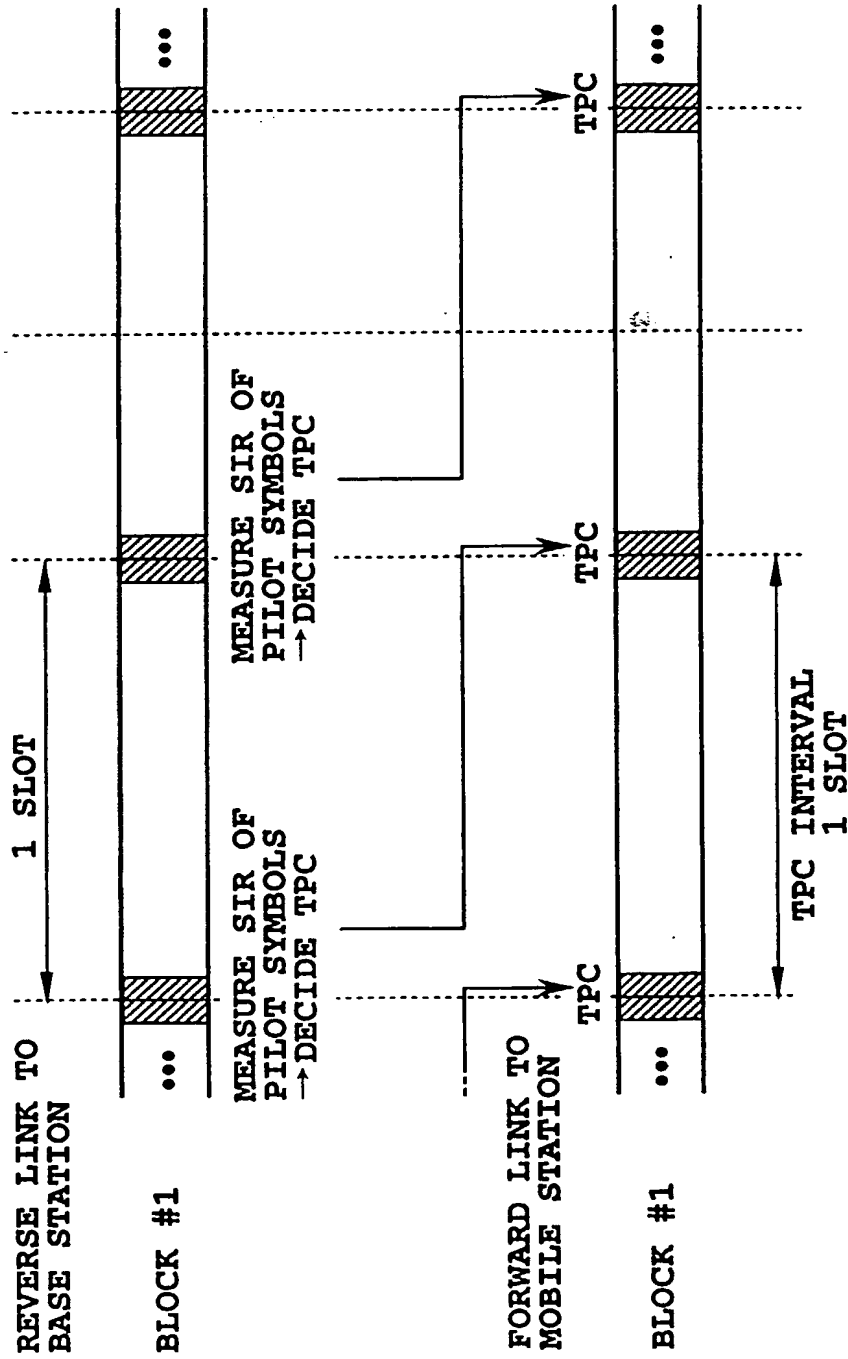 REVERSE LINK TO
BASE STATION
1 SLOT
BLOCK #1
•••
•••
MEASURE SIR OF
PILOT SYMBOLS
→DECIDE TPC
MEASURE SIR OF
PILOT SYMBOLS
→DECIDE TPC
FORWARD LINK TO
MOBILE STATION
TPC
TPC
TPC
BLOCK #1
•••
•••
TPC INTERVAL
1 SLOT